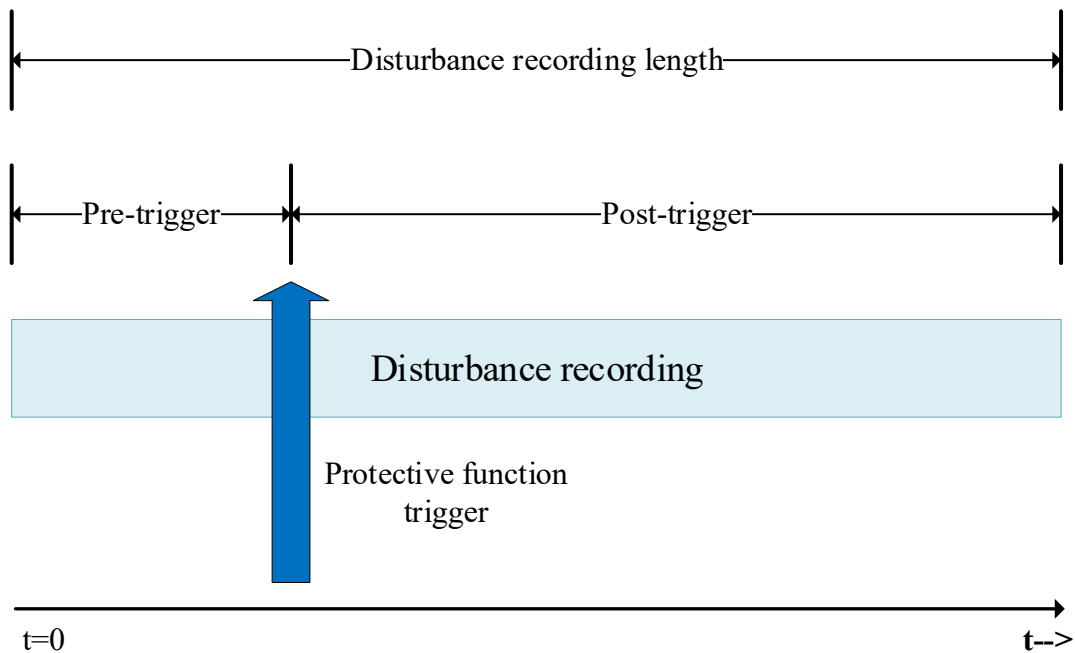 Disturbance recording length
Pre-trigger
Post-trigger
Disturbance recording
Protective function
trigger
t=0
t-->